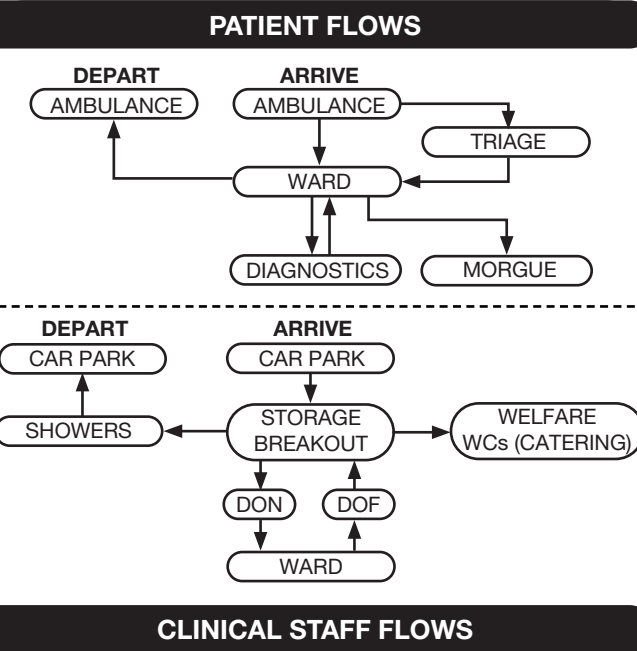 PATIENT FLOWS
DEPART
ARRIVE
AMBULANCE
AMBULANCE
TRIAGE
WARD
DIAGNOSTICS
MORGUE
DEPART
ARRIVE
CAR PARK
CAR PARK
SHOWERS
STORAGE
BREAKOUT
WELFARE
WCs (CATERING)
DON
DOF
WARD
CLINICAL STAFF FLOWS